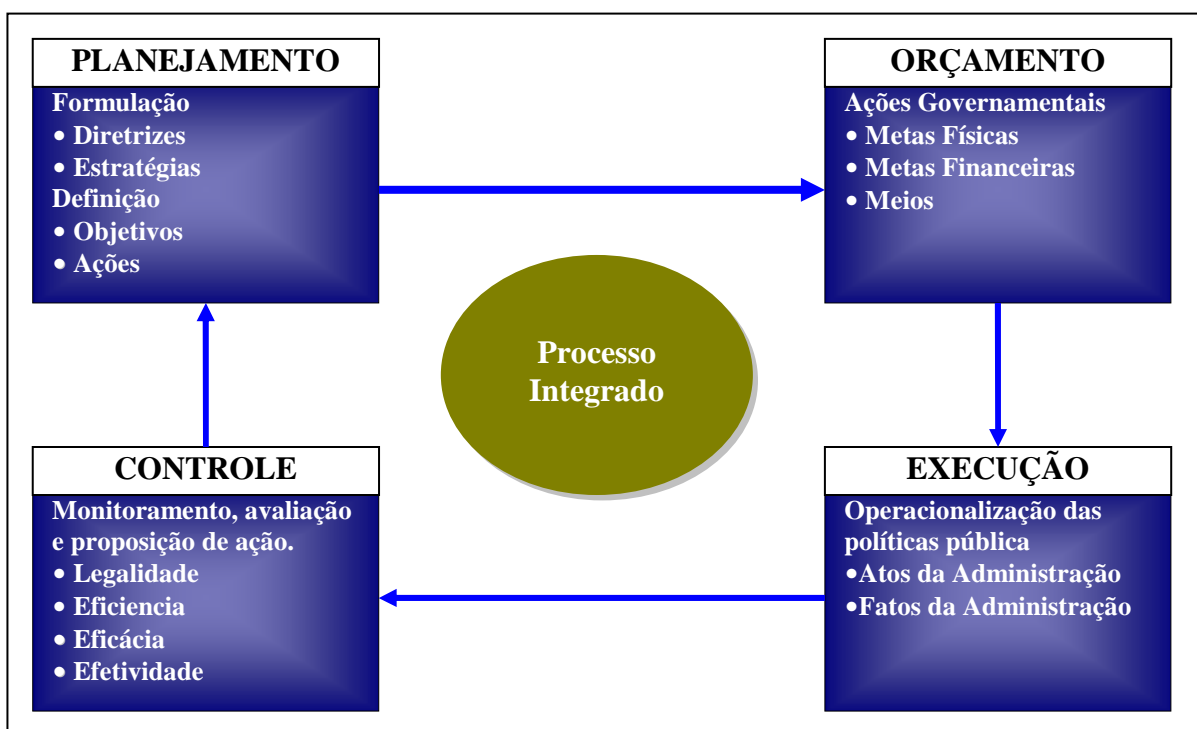 PLANEJAMENTO
Formulação
• Diretrizes
• Estratégias
Definição
• Objetivos
• Ações
ORÇAMENTO
Ações Governamentais
• Metas Físicas
• Metas Financeiras
• Meios
Processo
Integrado
CONTROLE
Monitoramento, avaliação
e proposição de ação.
• Legalidade
• Eficiencia
• Eficácia
• Efetividade
EXECUÇÃO
Operacionalização das
políticas pública
•Atos da Administração
•Fatos da Administração